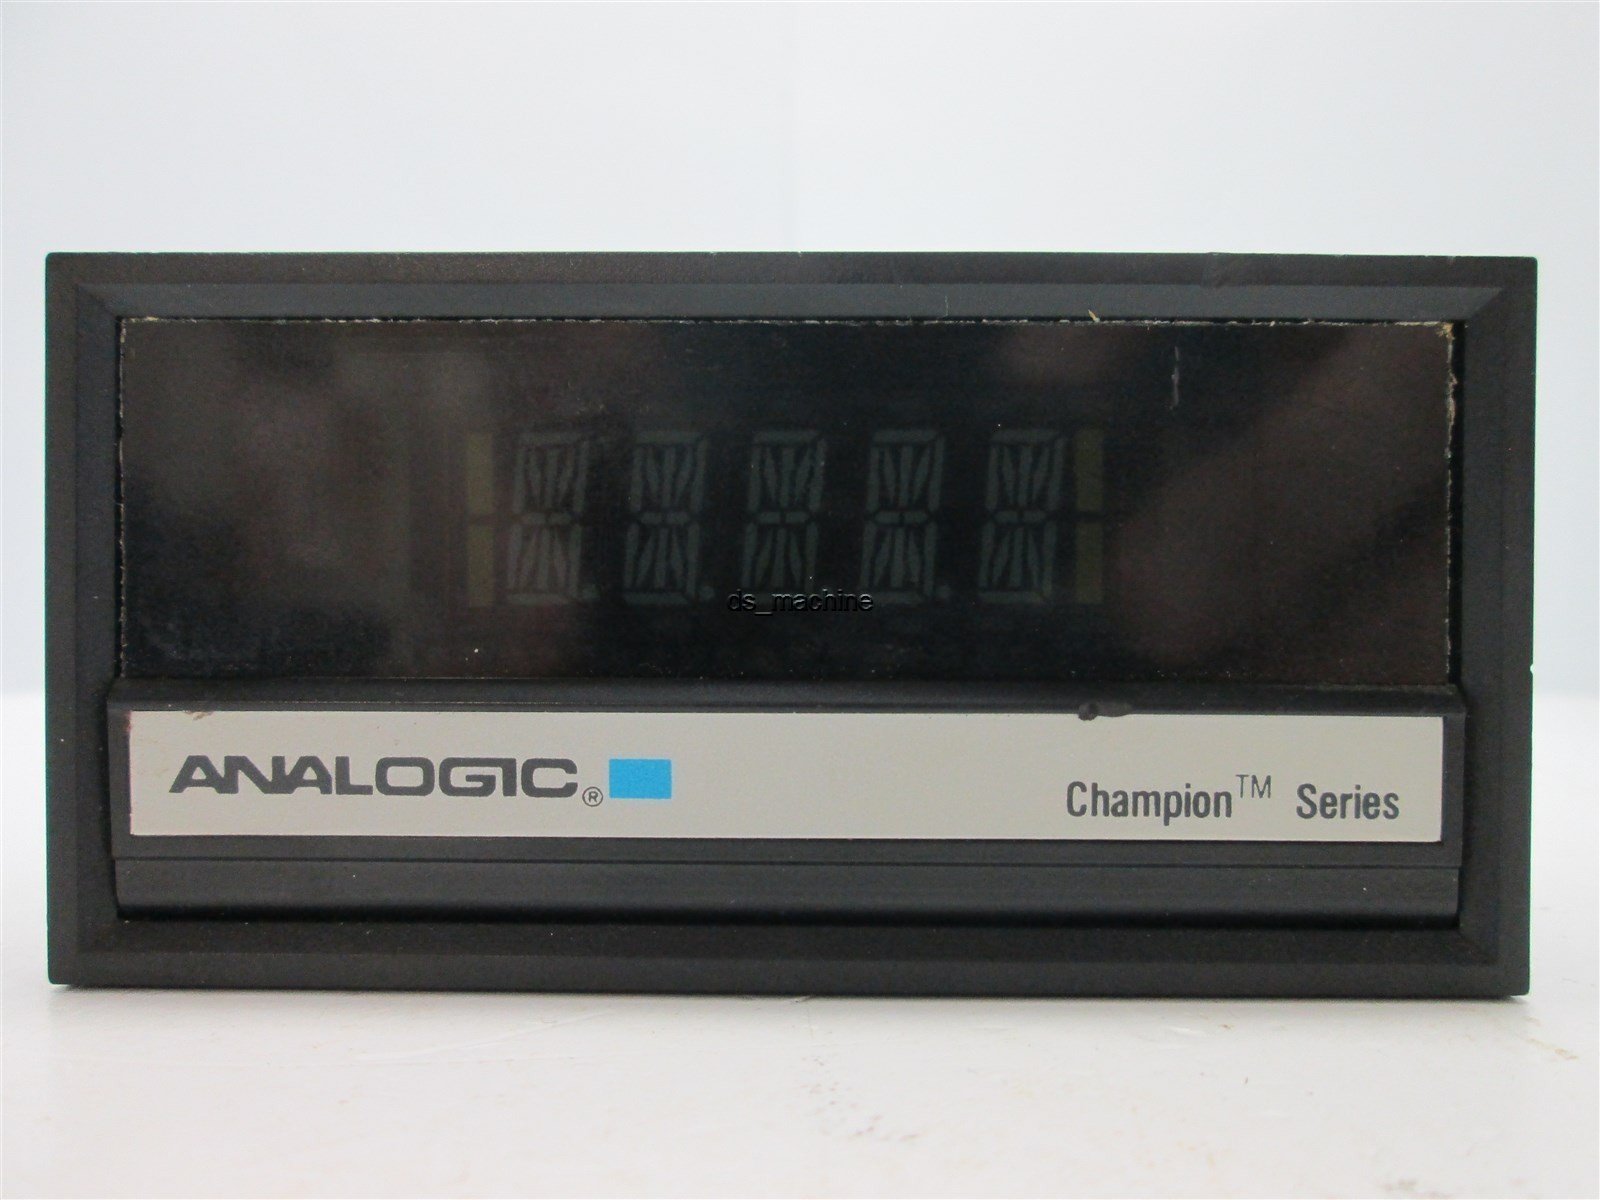 ds_machine
ANALOGIC®
Champion™ Series